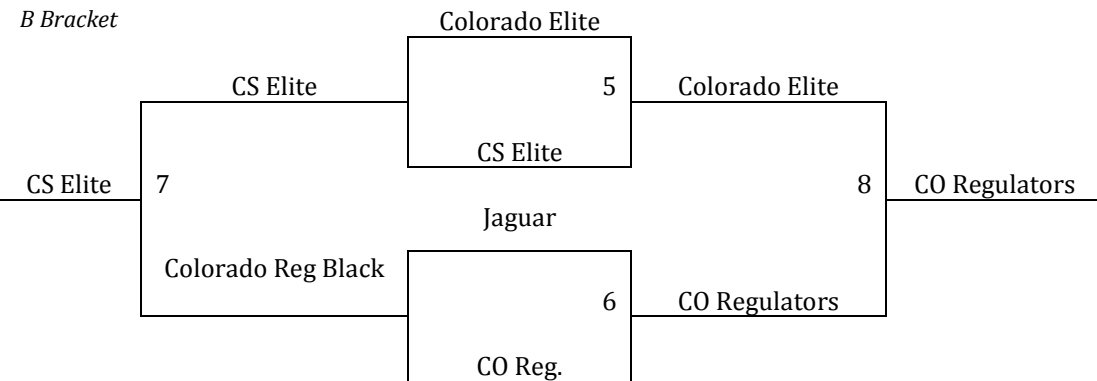 B Bracket
Colorado Elite
CS Elite
5
Colorado Elite
CS Elite
CS Elite
7
8
CO Regulators
Jaguar
Colorado Reg Black
6
CO Regulators
CO Reg.